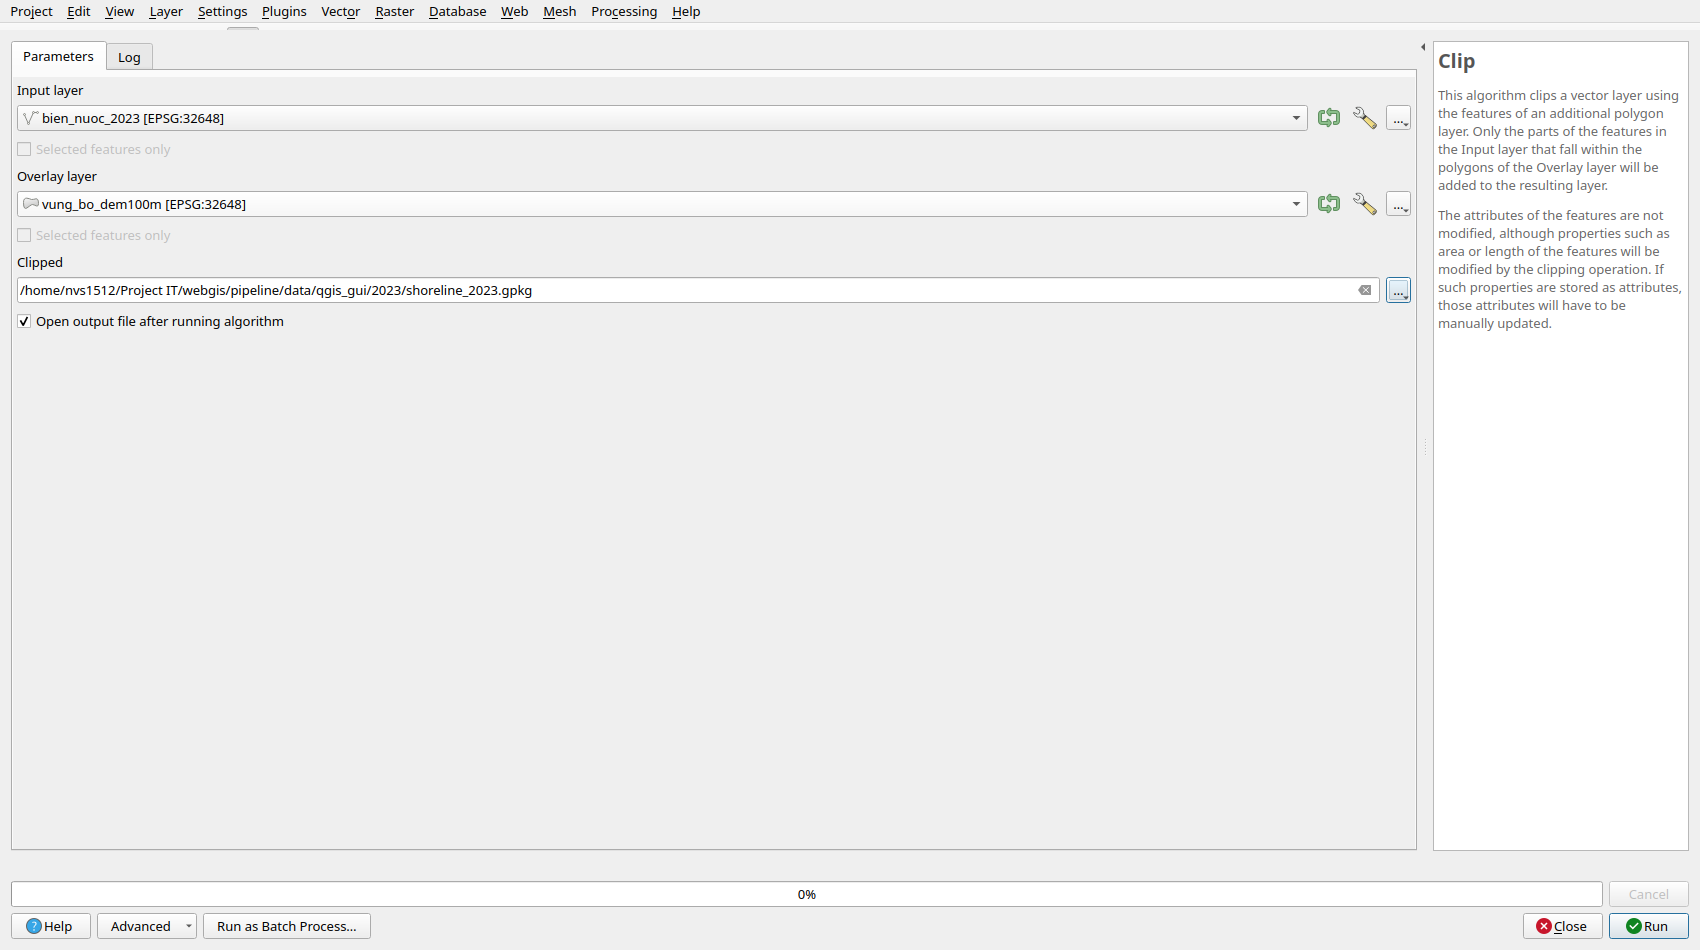 Project Edit View Layer Settings Plugins Vector Raster Database Web Mesh Processing Help
Parameters Log
Input layer
bien_nuoc_2023 [EPSG:32648]
...
Selected features only
Overlay layer
vung_bo_dem100m [EPSG:32648]
...
Selected features only
Clipped
/home/nvs1512/Project IT/webgis/pipeline/data/qgis_gui/2023/shoreline_2023.gpkg
...
Open output file after running algorithm
Clip
This algorithm clips a vector layer using
the features of an additional polygon
layer. Only the parts of the features in
the Input layer that fall within the
polygons of the Overlay layer will be
added to the resulting layer.
The attributes of the features are not
modified, although properties such as
area or length of the features will be
modified by the clipping operation. If
such properties are stored as attributes,
those attributes will have to be
manually updated.
0%
Cancel
Help Advanced Run as Batch Process... Close Run